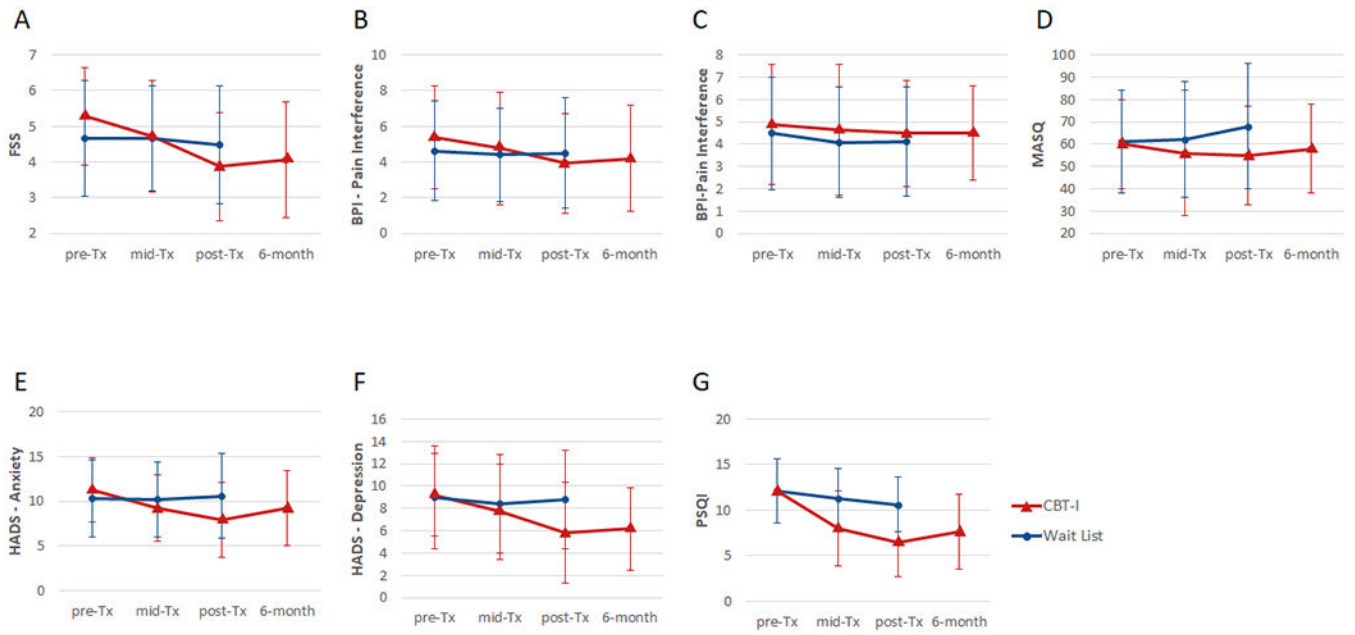 A
FSS
7
6
5
4
3
2
pre-Tx mid-Tx post-Tx 6-month
B
BPI - Pain Interference
10
8
6
4
2
0
pre-Tx mid-Tx post-Tx 6-month
C
BPI-Pain Interference
8
7
6
5
4
3
2
1
0
pre-Tx mid-Tx post-Tx 6-month
D
MASQ
100
90
80
70
60
50
40
30
20
pre-Tx mid-Tx post-Tx 6-month
E
HADS - Anxiety
20
15
10
5
0
pre-Tx mid-Tx post-Tx 6-month
F
HADS - Depression
16
14
12
10
8
6
4
2
0
pre-Tx mid-Tx post-Tx 6-month
G
PSQI
20
15
10
5
0
pre-Tx mid-Tx post-Tx 6-month
CBT-I
Wait List